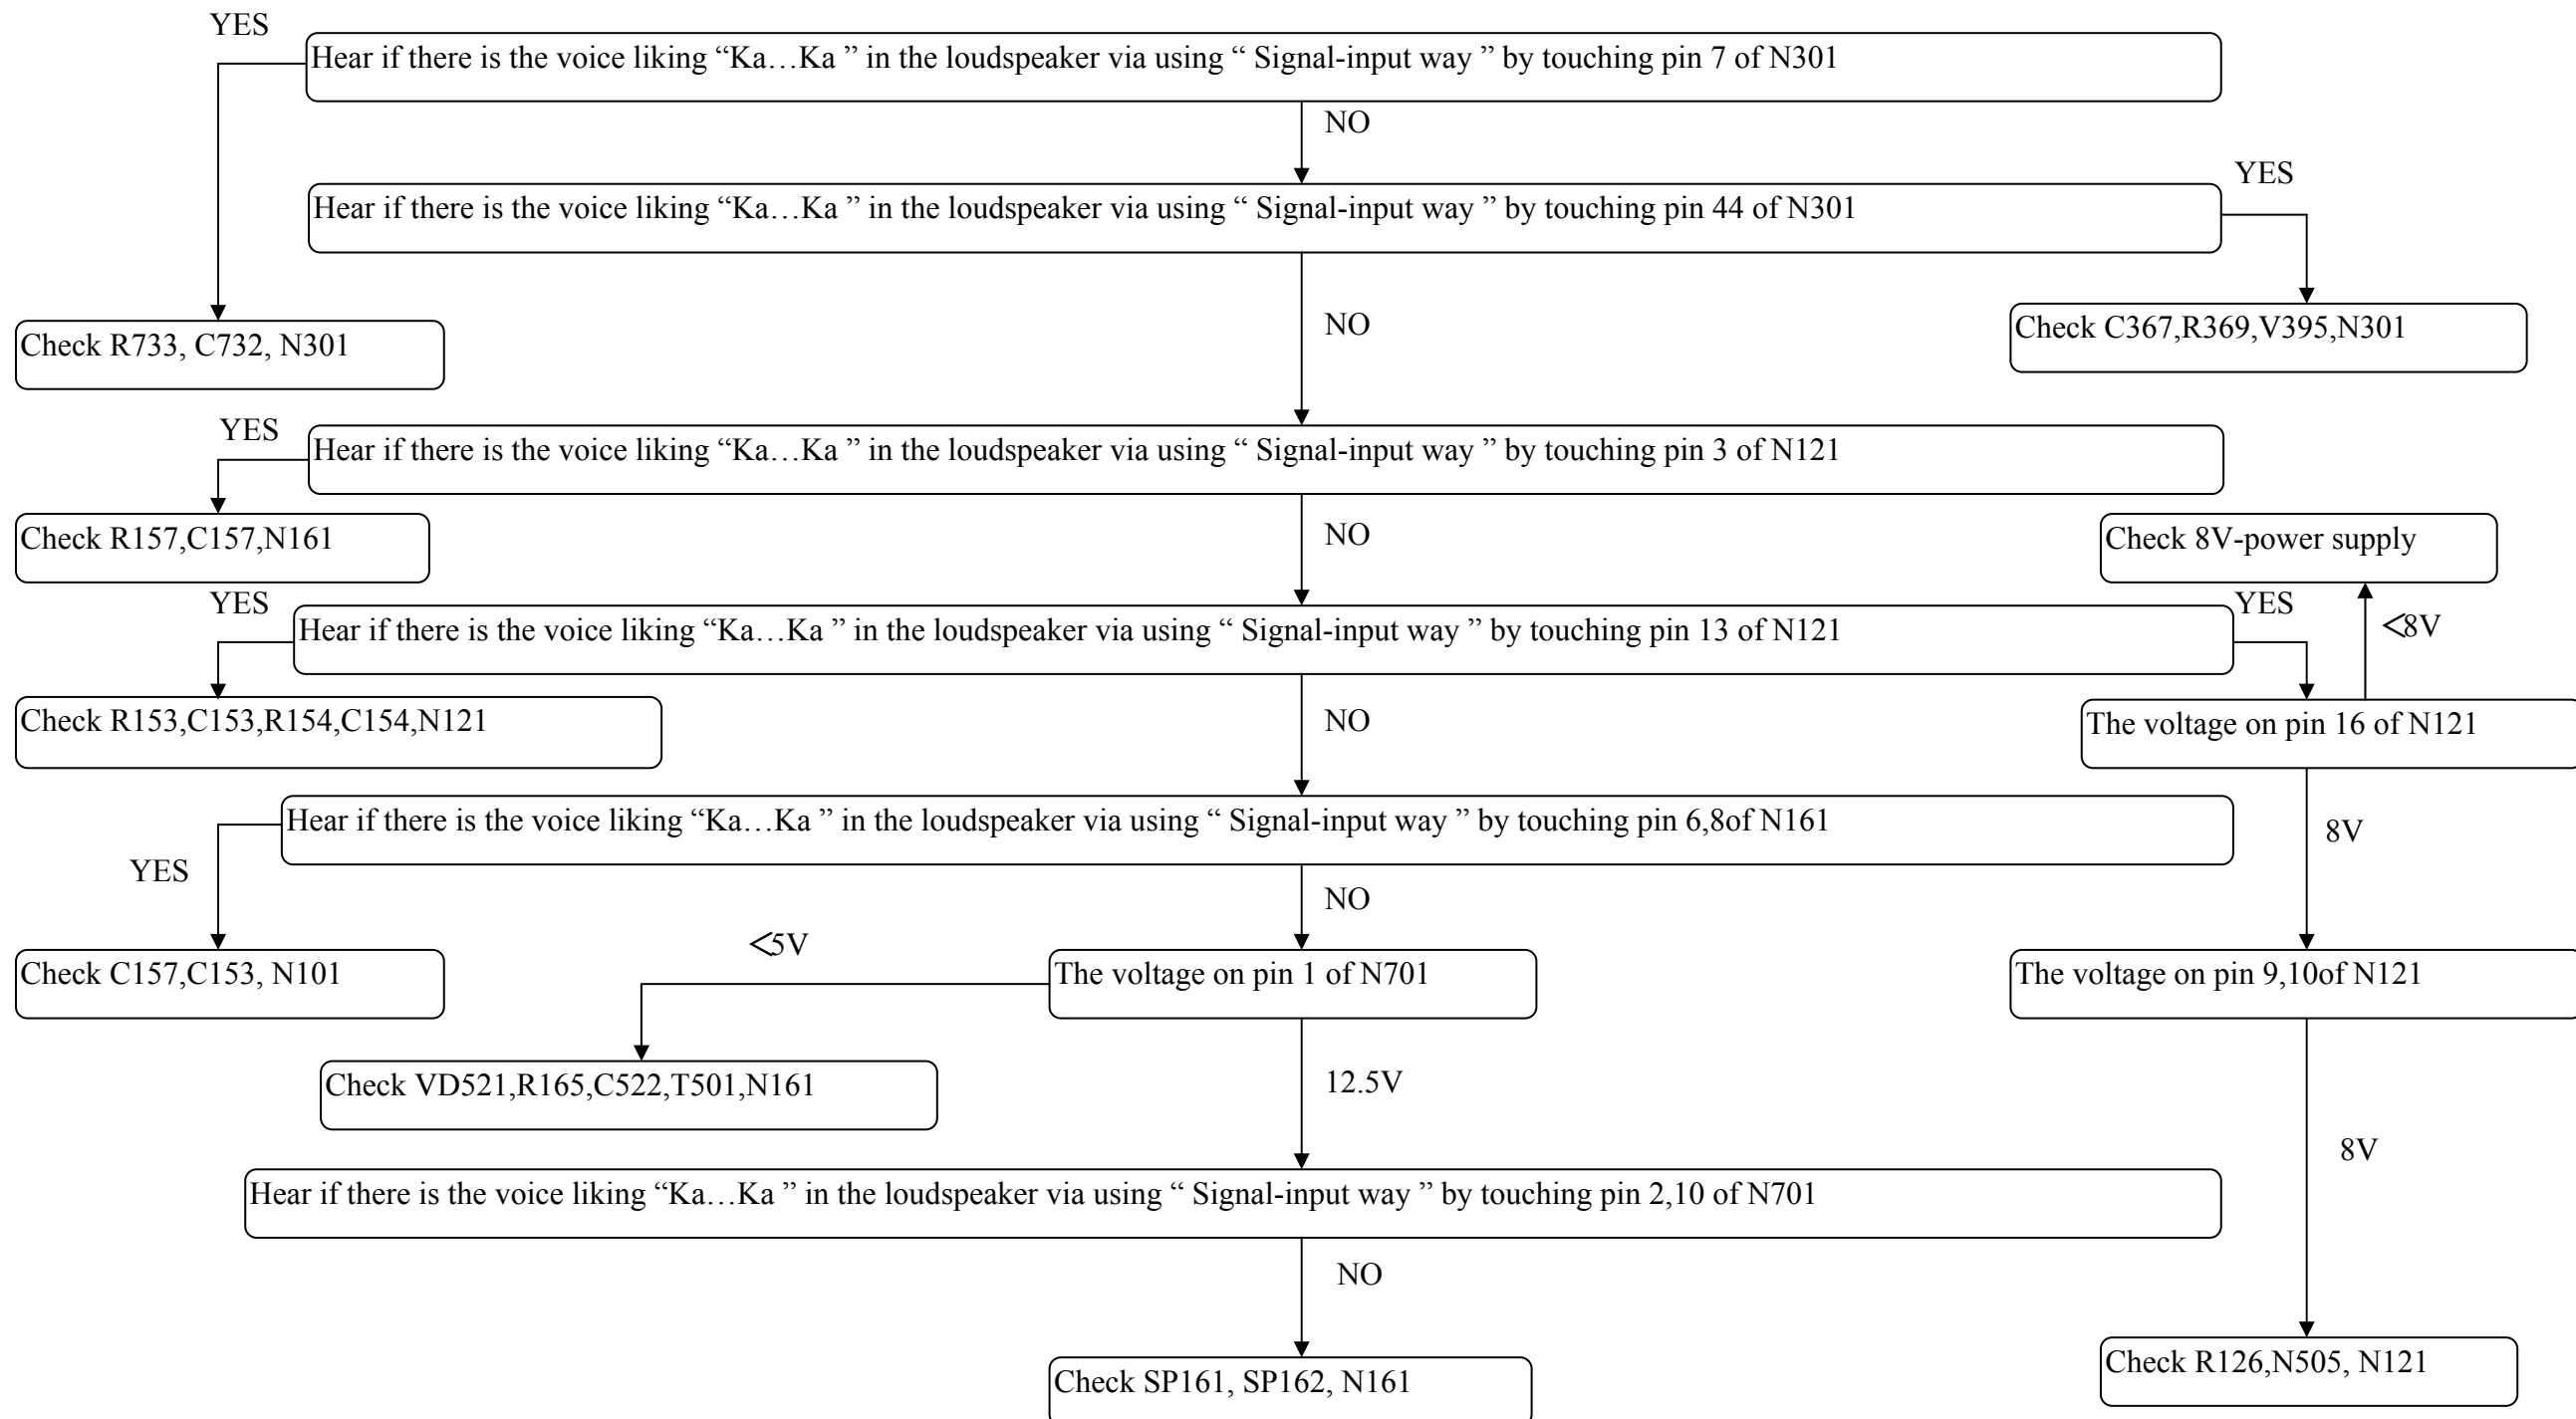 YES
Hear if there is the voice liking “Ka…Ka ” in the loudspeaker via using “ Signal-input way ” by touching pin 7 of N301
NO
YES
Hear if there is the voice liking “Ka…Ka ” in the loudspeaker via using “ Signal-input way ” by touching pin 44 of N301
NO
Check R733, C732, N301
Check C367,R369,V395,N301
YES
Hear if there is the voice liking “Ka…Ka ” in the loudspeaker via using “ Signal-input way ” by touching pin 3 of N121
NO
Check R157,C157,N161
Check 8V-power supply
YES
YES
<8V
Hear if there is the voice liking “Ka…Ka ” in the loudspeaker via using “ Signal-input way ” by touching pin 13 of N121
Check R153,C153,R154,C154,N121
NO
The voltage on pin 16 of N121
Hear if there is the voice liking “Ka…Ka ” in the loudspeaker via using “ Signal-input way ” by touching pin 6,8of N161
8V
YES
NO
<5V
Check C157,C153, N101
The voltage on pin 1 of N701
The voltage on pin 9,10of N121
Check VD521,R165,C522,T501,N161
12.5V
8V
Hear if there is the voice liking “Ka…Ka ” in the loudspeaker via using “ Signal-input way ” by touching pin 2,10 of N701
NO
Check SP161, SP162, N161
Check R126,N505, N121